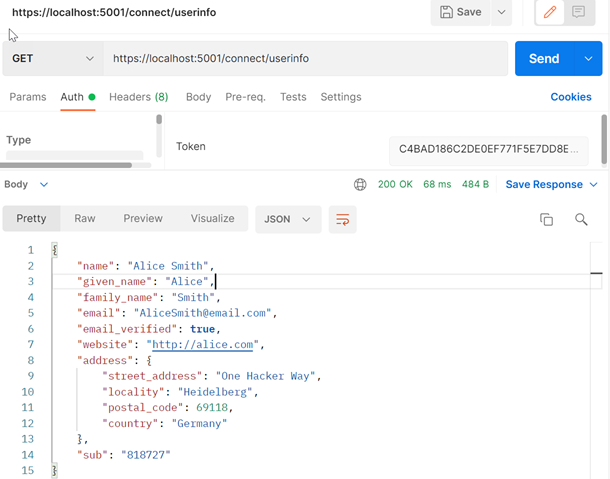 https://localhost:5001/connect/userinfo
Save
GET https://localhost:5001/connect/userinfo Send
Params Auth Headers (8) Body Pre-req. Tests Settings Cookies
Type
Token C4BAD186C2DE0EF771F5E7DD8E...
Body 200 OK 68 ms 484 B Save Response
Pretty Raw Preview Visualize JSON
1 {
2 "name": "Alice Smith",
3 "given_name": "Alice",
4 "family_name": "Smith",
5 "email": "AliceSmith@email.com",
6 "email_verified": true,
7 "website": "http://alice.com",
8 "address": {
9 "street_address": "One Hacker Way",
10 "locality": "Heidelberg",
11 "postal_code": 69118,
12 "country": "Germany"
13 },
14 "sub": "818727"
15 }